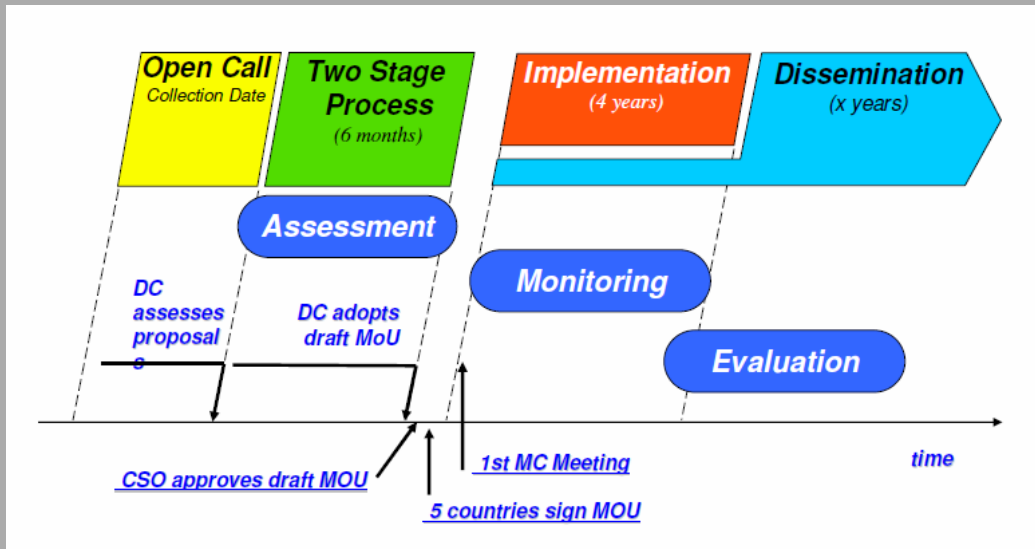 Open Call
Collection Date
Two Stage
Process
(6 months)
Implementation
(4 years)
Dissemination
(x years)
Assessment
Monitoring
Evaluation
DC
assesses
proposal
s
DC adopts
draft MoU
CSO approves draft MOU
5 countries sign MOU
1st MC Meeting
time